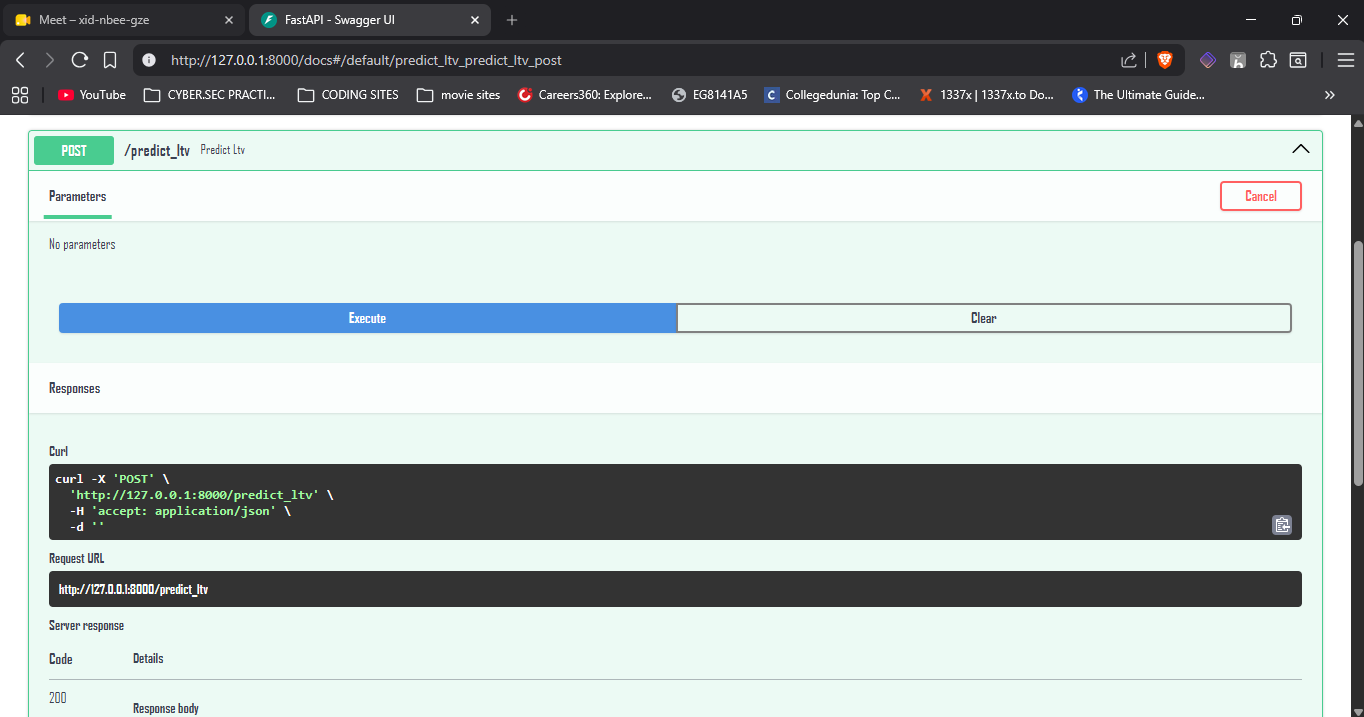 Meet – xid-nbee-gze
FastAPI - Swagger UI
http://127.0.0.1:8000/docs#/default/predict_ltv_predict_ltv_post
YouTube CYBER.SEC PRACTI... CODING SITES movie sites Careers360: Explore... EG8141A5 Collegedunia: Top C... 1337x | 1337x.to Do... The Ultimate Guide...
POST /predict_ltv Predict Ltv
Parameters Cancel
No parameters
Execute Clear
Responses
Curl
curl -X 'POST' \
'http://127.0.0.1:8000/predict_ltv' \
-H 'accept: application/json' \
-d ''
Request URL
http://127.0.0.1:8000/predict_ltv
Server response
Code Details
200
Response body